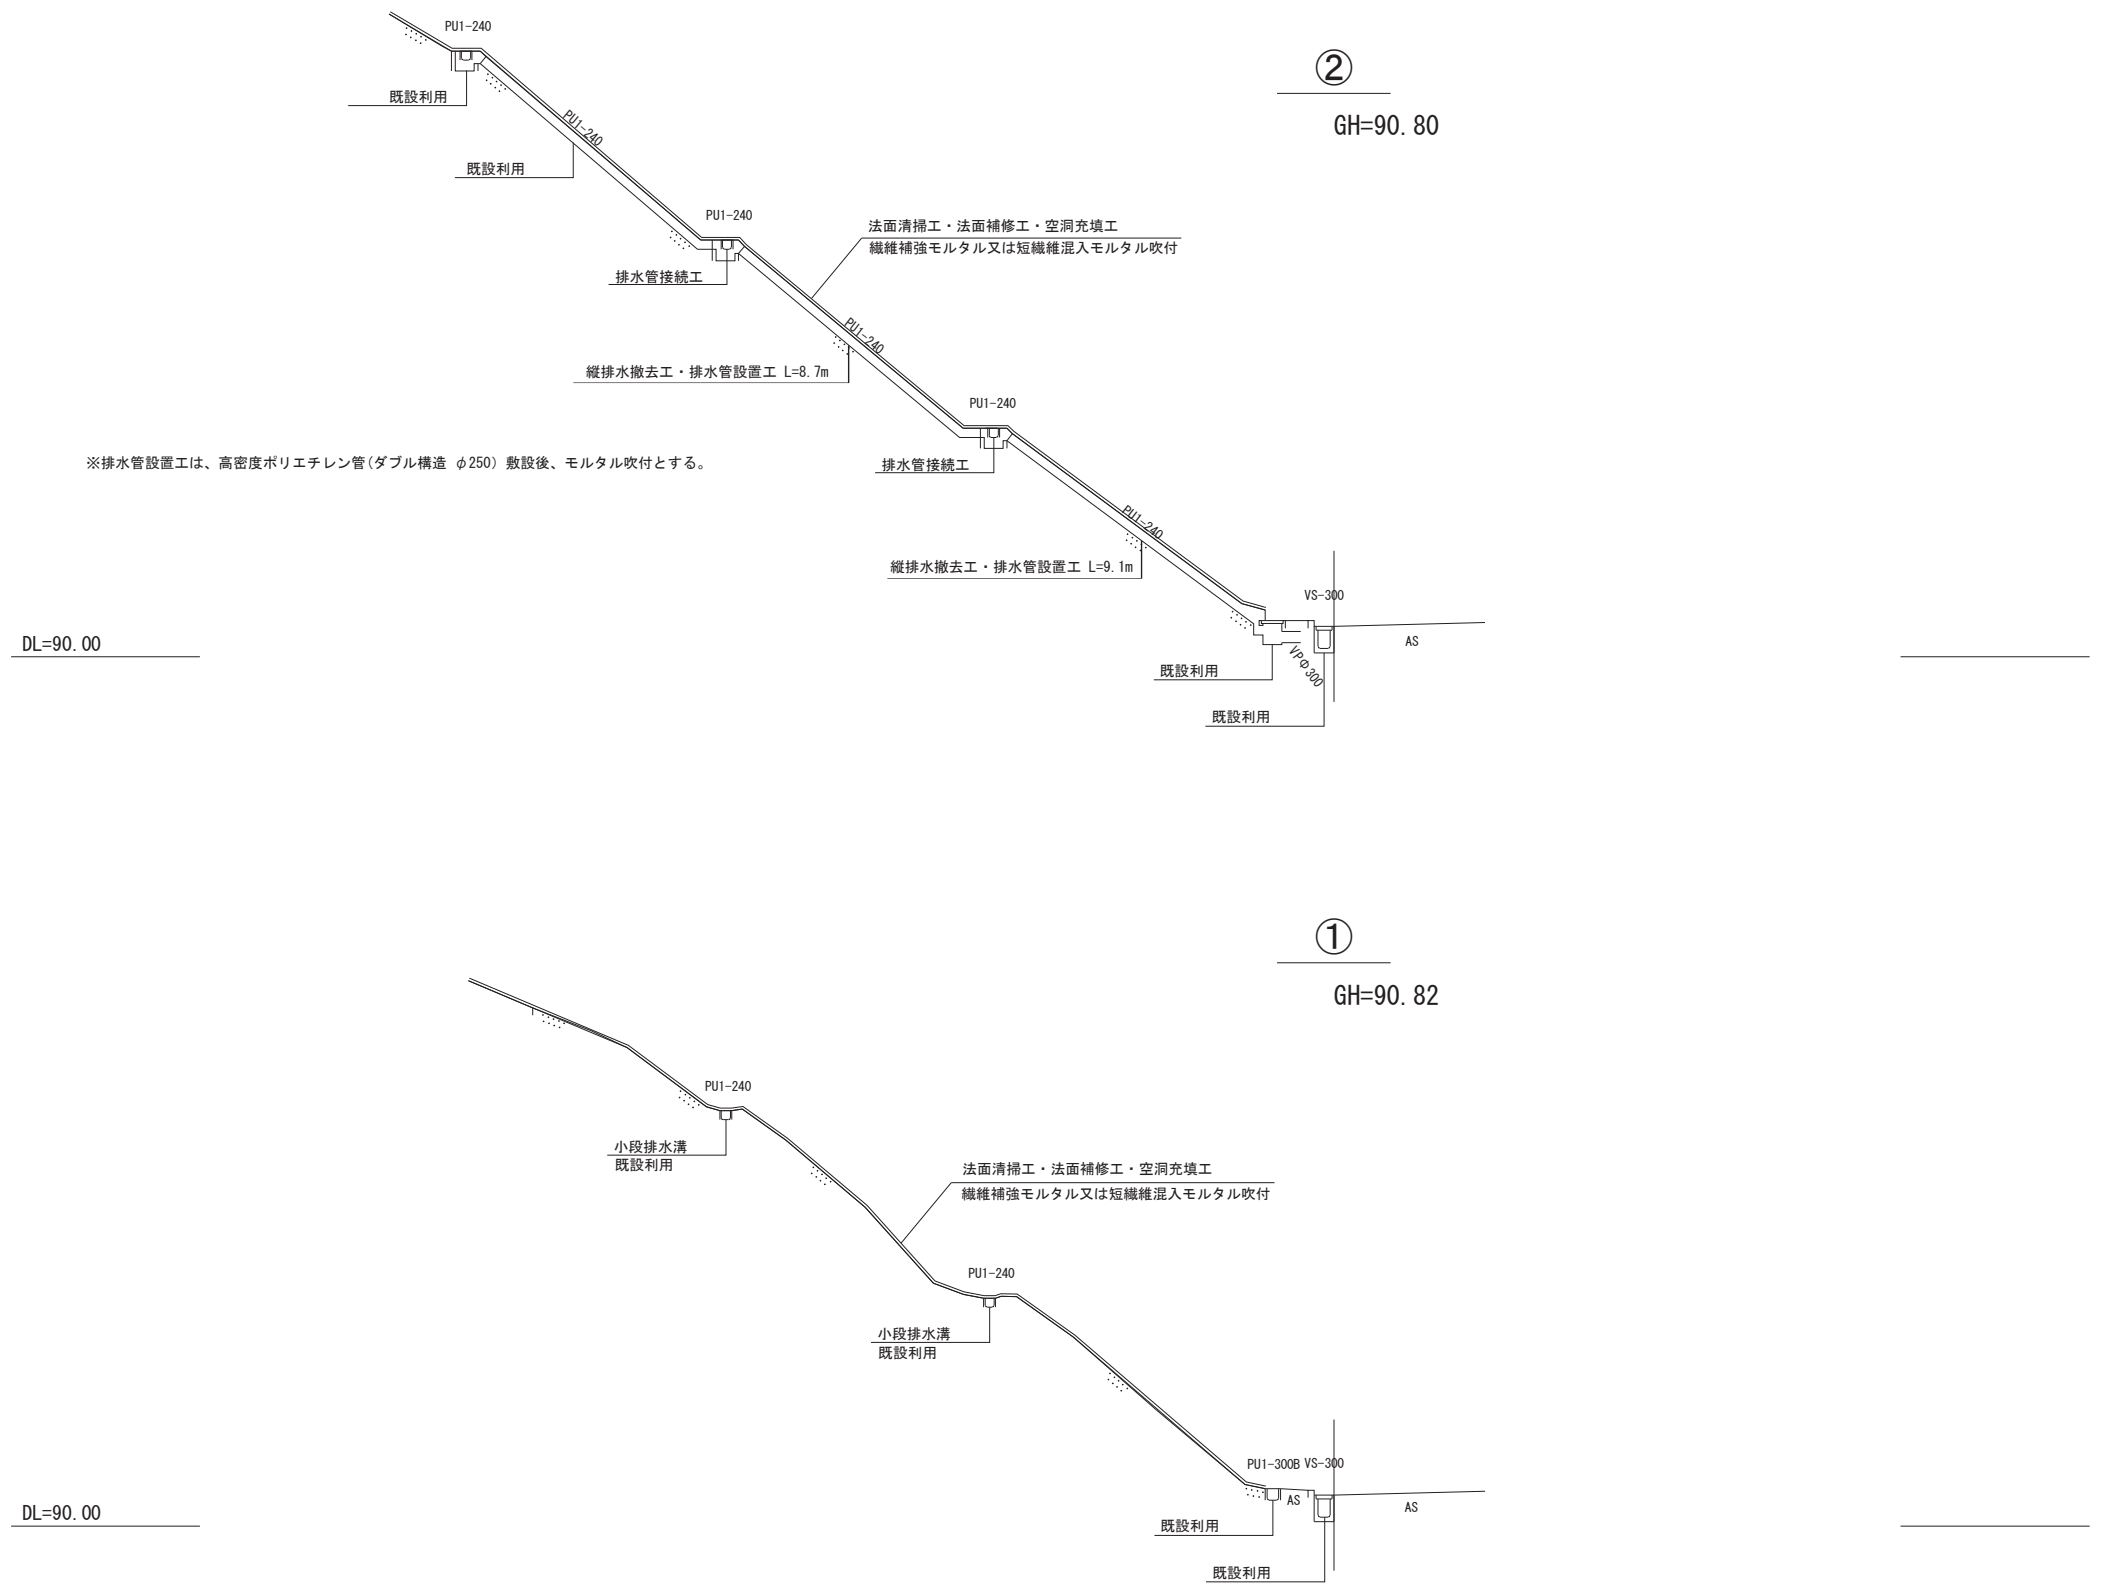 PU1-240
②
既設利用
GH=90.80
PU1-240
既設利用
PU1-240
法面清掃工・法面補修工・空洞充填工
繊維補強モルタル又は短繊維混入モルタル吹付
排水管接続工
PU1-240
縦排水撤去工・排水管設置工 L=8.7m
PU1-240
※排水管設置工は、高密度ポリエチレン管(ダブル構造 φ250) 敷設後、モルタル吹付とする。
排水管接続工
PU1-240
縦排水撤去工・排水管設置工 L=9.1m
VS-300
DL=90.00
AS
VPΦ300
既設利用
既設利用
①
GH=90.82
PU1-240
小段排水溝
既設利用
法面清掃工・法面補修工・空洞充填工
繊維補強モルタル又は短繊維混入モルタル吹付
PU1-240
小段排水溝
既設利用
PU1-300B VS-300
DL=90.00
AS
AS
既設利用
既設利用